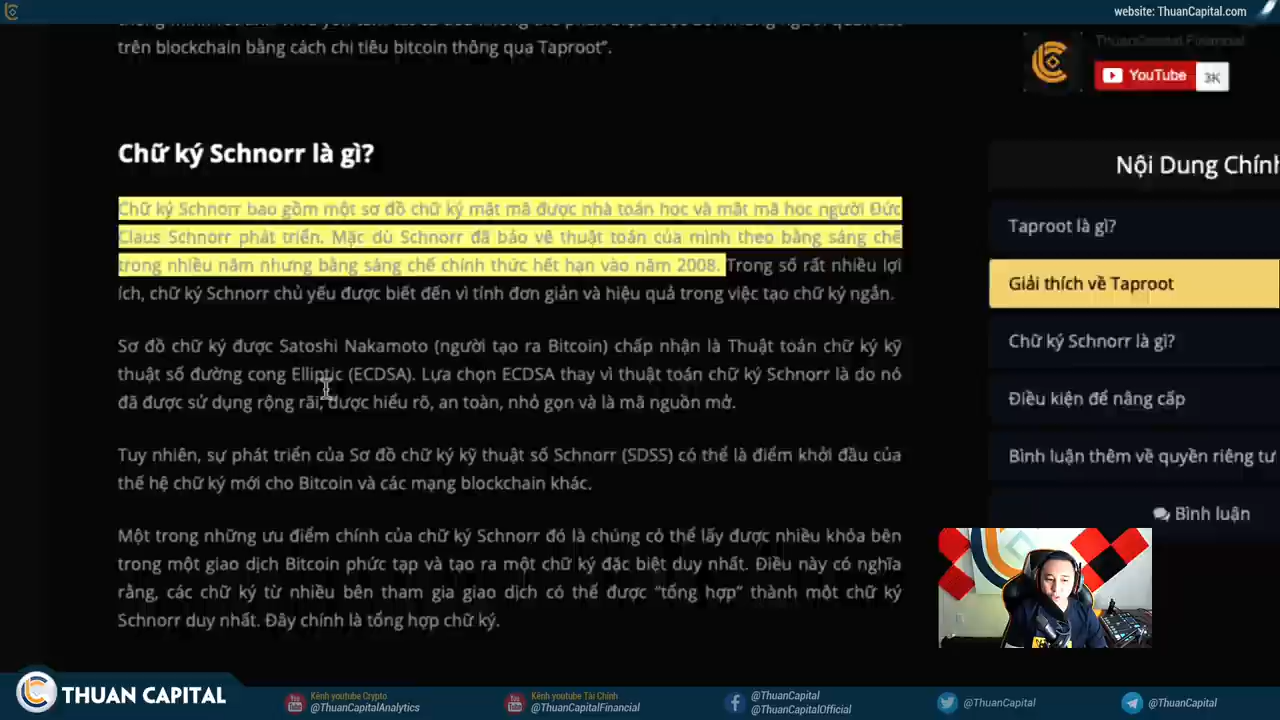 website: ThuanCapital.com
trên blockchain bằng cách chi tiêu bitcoin thông qua Taproot”.
ThuanCapital Financial
YouTube 3K
Chữ ký Schnorr là gì?
Chữ ký Schnorr bao gồm một sơ đồ chữ ký mật mã được nhà toán học và mật mã học người Đức
Claus Schnorr phát triển. Mặc dù Schnorr đã bảo vệ thuật toán của mình theo bằng sáng chế
trong nhiều năm nhưng bằng sáng chế chính thức hết hạn vào năm 2008. Trong số rất nhiều lợi
ích, chữ ký Schnorr chủ yếu được biết đến vì tính đơn giản và hiệu quả trong việc tạo chữ ký ngắn.
Sơ đồ chữ ký được Satoshi Nakamoto (người tạo ra Bitcoin) chấp nhận là Thuật toán chữ ký kỹ
thuật số đường cong Elliptic (ECDSA). Lựa chọn ECDSA thay vì thuật toán chữ ký Schnorr là do nó
đã được sử dụng rộng rãi, được hiểu rõ, an toàn, nhỏ gọn và là mã nguồn mở.
Tuy nhiên, sự phát triển của Sơ đồ chữ ký kỹ thuật số Schnorr (SDSS) có thể là điểm khởi đầu của
thế hệ chữ ký mới cho Bitcoin và các mạng blockchain khác.
Một trong những ưu điểm chính của chữ ký Schnorr đó là chúng có thể lấy được nhiều khóa bên
trong một giao dịch Bitcoin phức tạp và tạo ra một chữ ký đặc biệt duy nhất. Điều này có nghĩa
rằng, các chữ ký từ nhiều bên tham gia giao dịch có thể được “tổng hợp” thành một chữ ký
Schnorr duy nhất. Đây chính là tổng hợp chữ ký.
Nội Dung Chính
Taproot là gì?
Giải thích về Taproot
Chữ ký Schnorr là gì?
Điều kiện để nâng cấp
Bình luận thêm về quyền riêng tư
Bình luận
THUAN CAPITAL
Kênh youtube Crypto
@ThuanCapitalAnalytics
Kênh youtube Tài Chính
@ThuanCapitalFinancial
@ThuanCapital
@ThuanCapitalOfficial
@ThuanCapital
@ThuanCapital